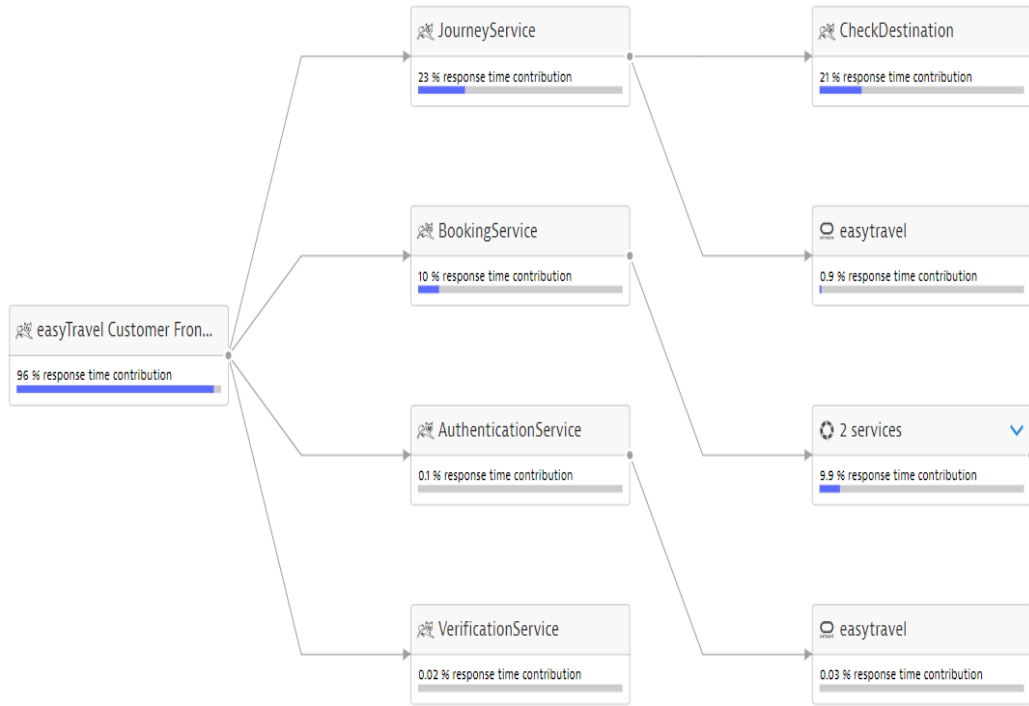 JourneyService
23 % response time contribution
CheckDestination
21 % response time contribution
BookingService
10 % response time contribution
easytravel
0.9 % response time contribution
easyTravel Customer Fron...
96 % response time contribution
AuthenticationService
0.1 % response time contribution
2 services
9.9 % response time contribution
VerificationService
0.02 % response time contribution
easytravel
0.03 % response time contribution